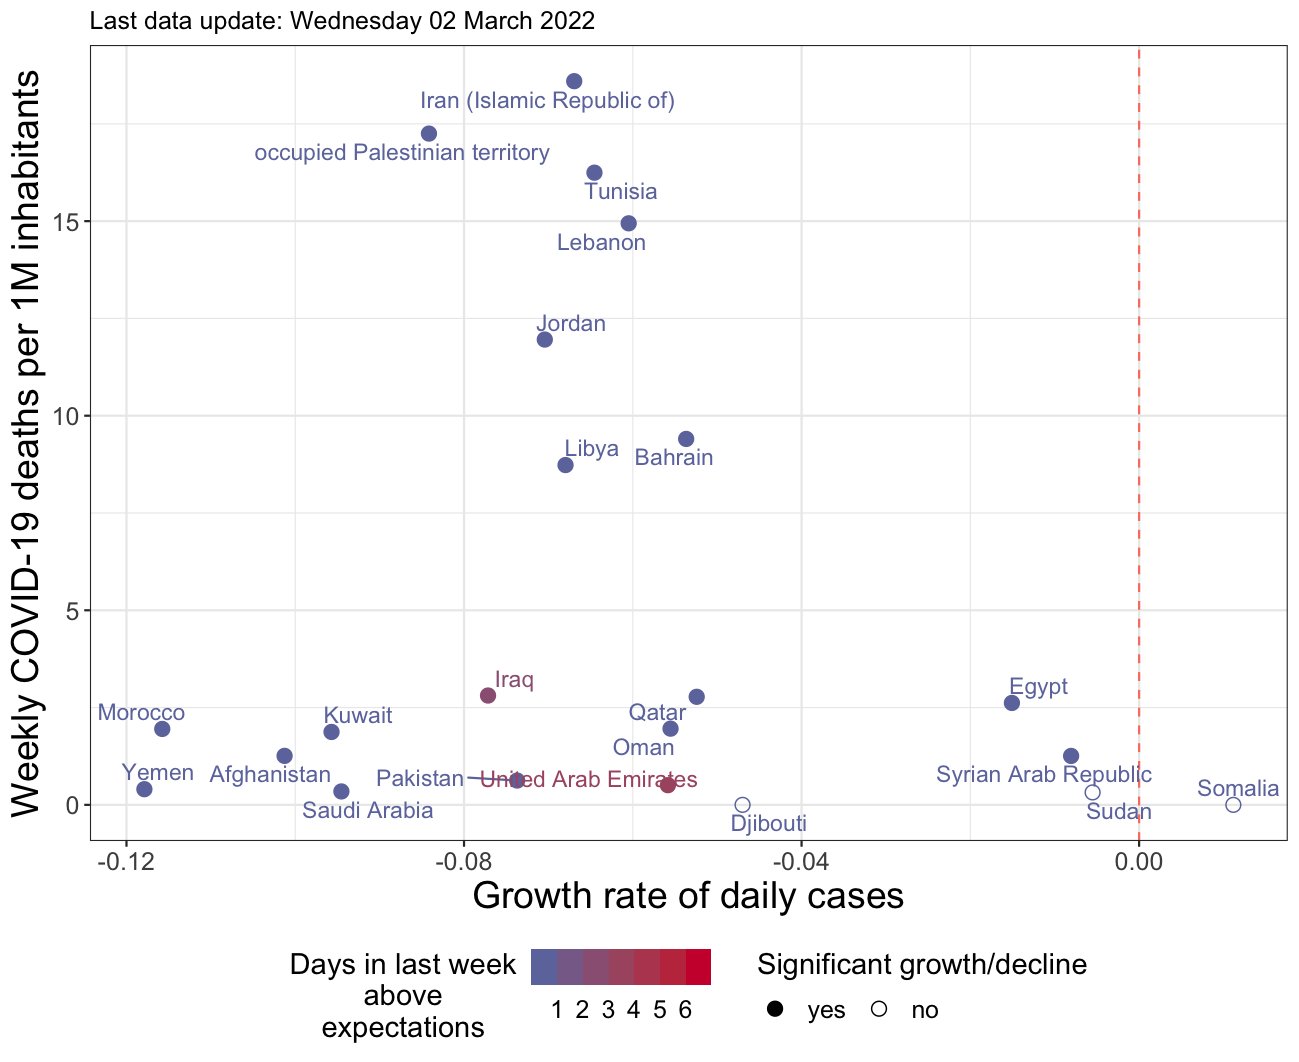 Last data update: Wednesday 02 March 2022
Weekly COVID-19 deaths per 1M inhabitants
15
10
5
0
Iran (Islamic Republic of)
occupied Palestinian territory
Tunisia
Lebanon
Jordan
Libya
Bahrain
Iraq
Egypt
Morocco
Kuwait
Qatar
Oman
Yemen
Afghanistan
Pakistan
United Arab Emirates
Syrian Arab Republic
Somalia
Saudi Arabia
Djibouti
Sudan
-0.12
-0.08
-0.04
0.00
Growth rate of daily cases
Days in last week
above
expectations
1 2 3 4 5 6
Significant growth/decline
yes
no